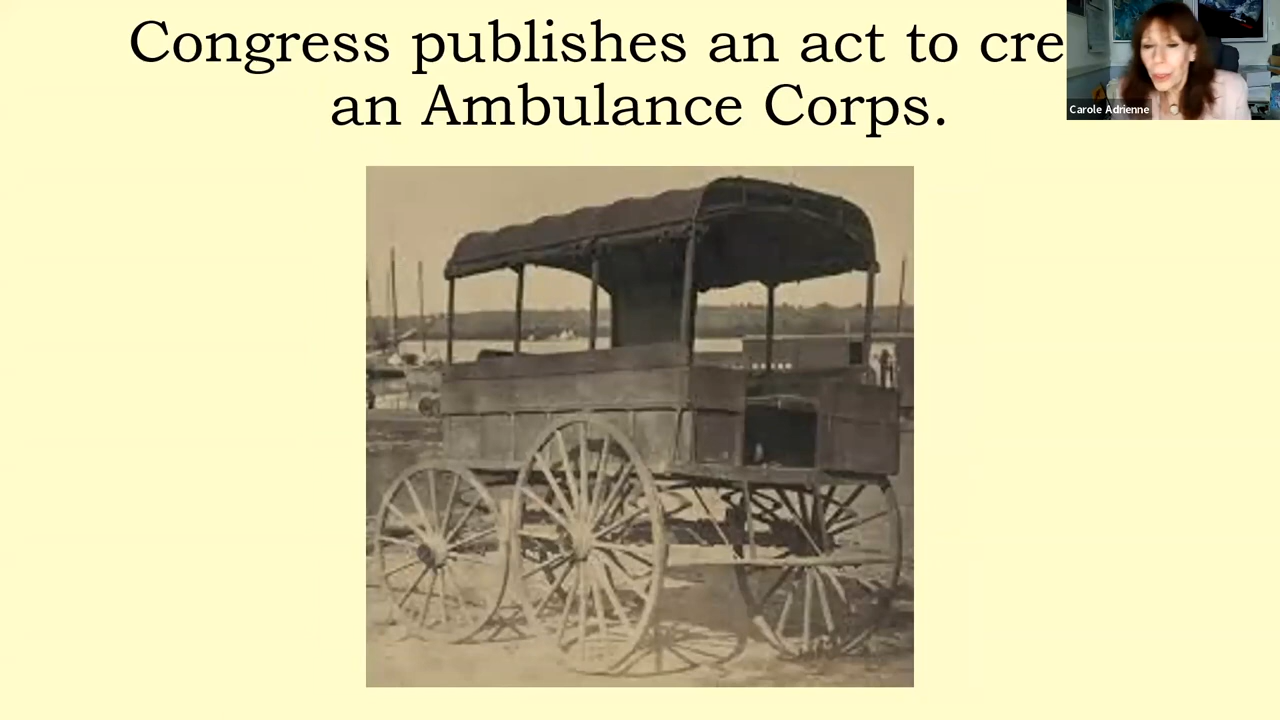 Congress publishes an act to cre
an Ambulance Corps.
Carole Adrienne